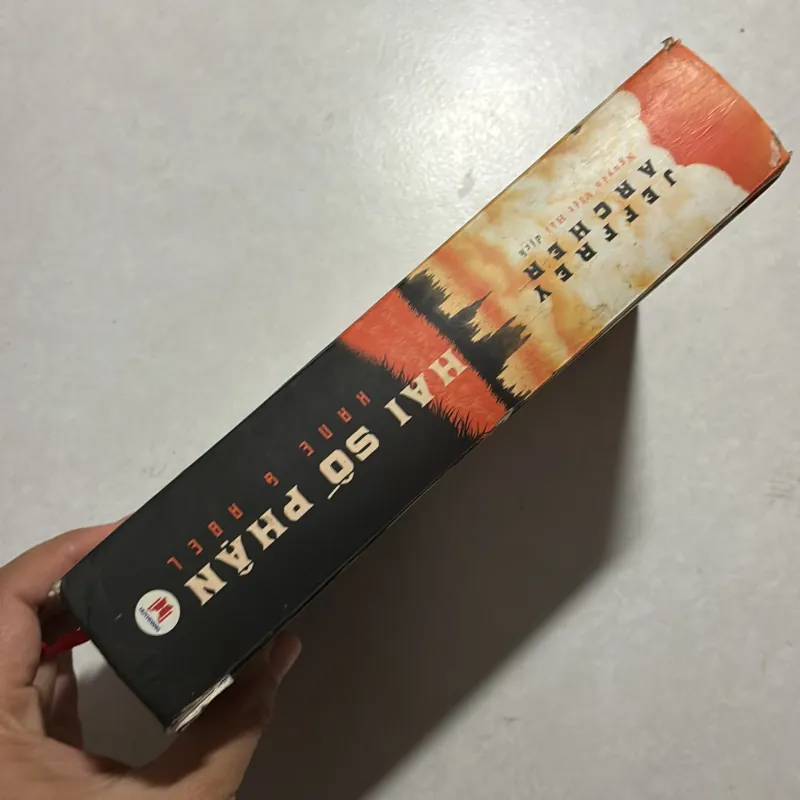 JEFFREY
ARCHER
Nguyễn Việt Hải dịch
HAI SỐ PHẬN
KANE & ABEL